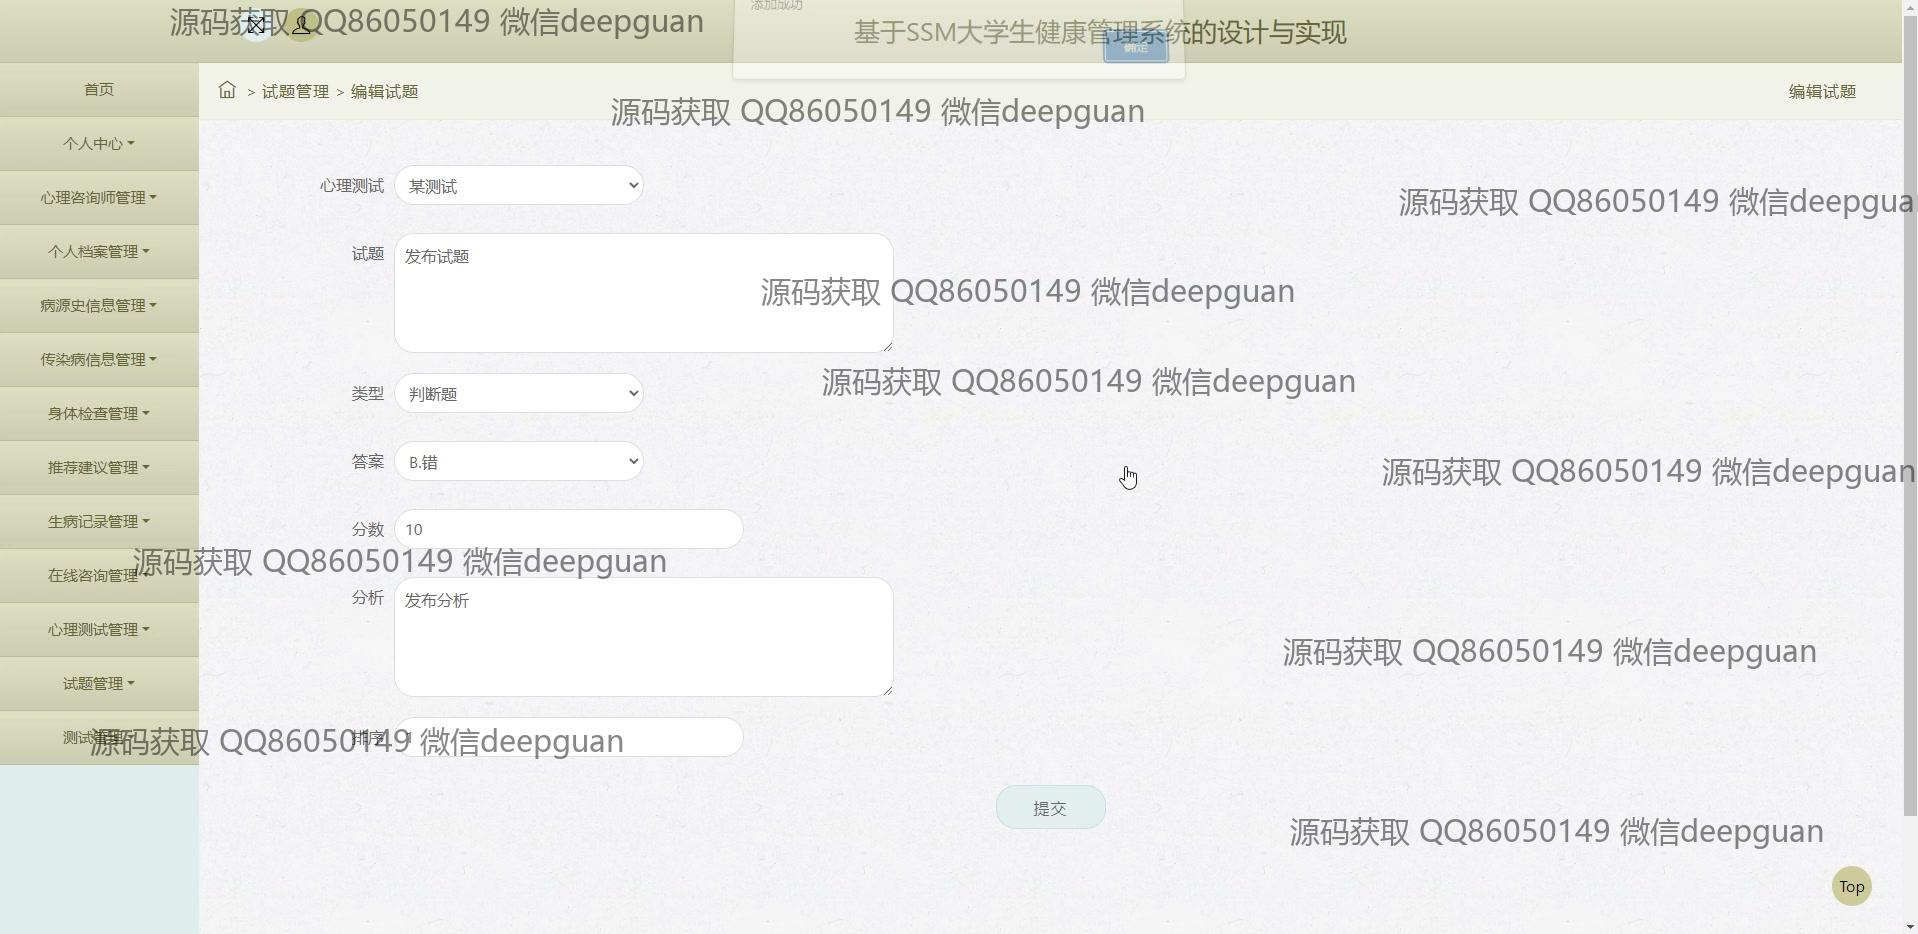 添加成功
源码获取 QQ86050149 微信deepguan
基于SSM大学生健康管理系统的设计与实现
确定
首页
> 试题管理 > 编辑试题
编辑试题
源码获取 QQ86050149 微信deepguan
个人中心
心理测试
某测试
心理咨询师管理
源码获取 QQ86050149 微信deepgua
个人档案管理
试题
发布试题
源码获取 QQ86050149 微信deepguan
病源史信息管理
传染病信息管理
源码获取 QQ86050149 微信deepguan
类型
判断题
身体检查管理
答案
B.错
推荐建议管理
源码获取 QQ86050149 微信deepguan
生病记录管理
分数
10
源码获取 QQ86050149 微信deepguan
在线咨询管理
分析
发布分析
心理测试管理
源码获取 QQ86050149 微信deepguan
试题管理
测试管理
源码获取 QQ86050149 微信deepguan
排序
提交
源码获取 QQ86050149 微信deepguan
Top